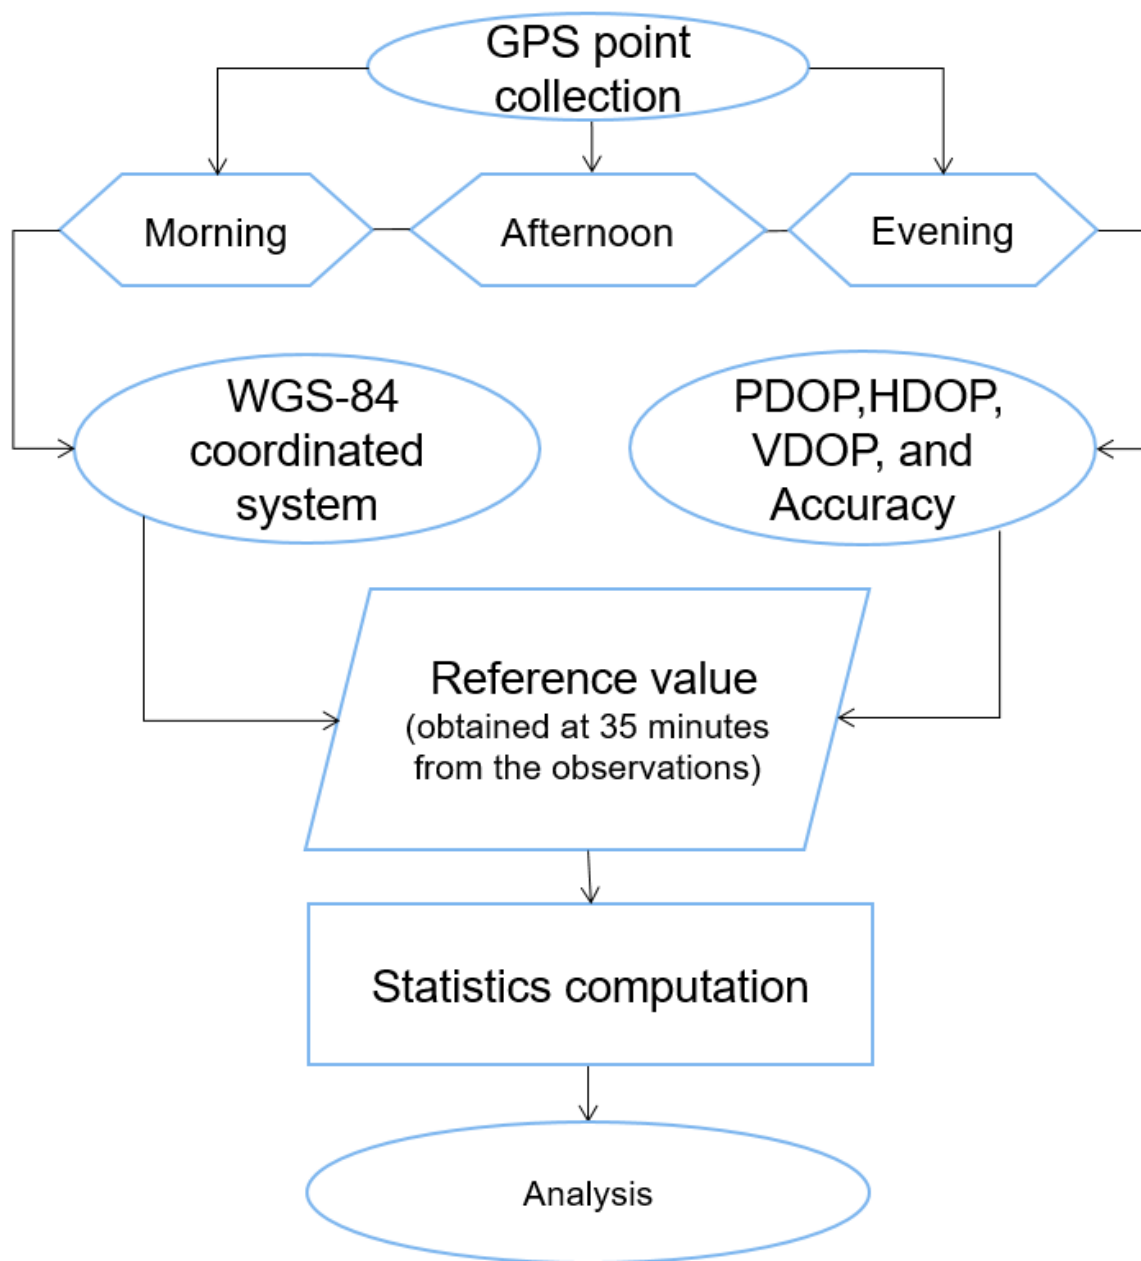 GPS point
collection
Morning
Afternoon
Evening
WGS-84
coordinated
system
PDOP,HDOP,
VDOP, and
Accuracy
Reference value
(obtained at 35 minutes
from the observations)
Statistics computation
Analysis